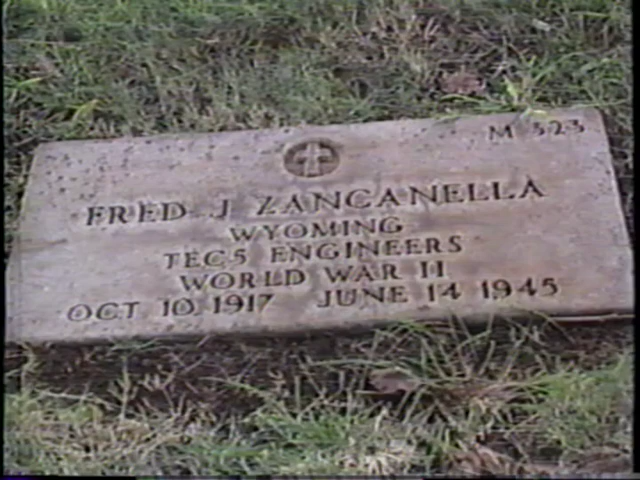 M 323
FRED J ZANCANELLA
WYOMING
TEC5 ENGINEERS
WORLD WAR II
OCT 10 1917 JUNE 14 1945